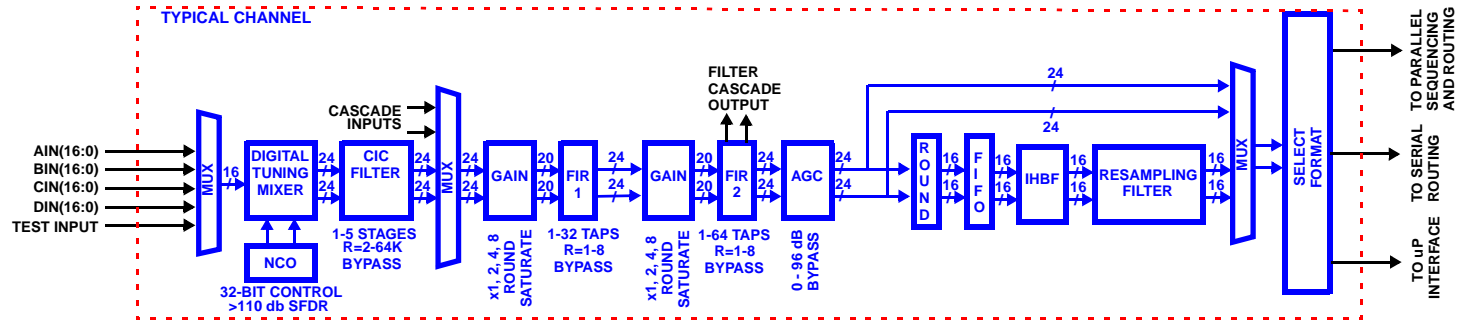 TYPICAL CHANNEL
AIN(16:0)
BIN(16:0)
CIN(16:0)
DIN(16:0)
TEST INPUT
MUX
16
DIGITAL
TUNING
MIXER
NCO
32-BIT CONTROL
>110 db SFDR
24
24
CIC
FILTER
1-5 STAGES
R=2-64K
BYPASS
24
24
CASCADE
INPUTS
MUX
24
24
GAIN
x1, 2, 4, 8
ROUND
SATURATE
20
20
FIR
1
1-32 TAPS
R=1-8
BYPASS
24
24
GAIN
x1, 2, 4, 8
ROUND
SATURATE
20
20
FILTER
CASCADE
OUTPUT
FIR
2
1-64 TAPS
R=1-8
BYPASS
24
24
AGC
0 - 96 dB
BYPASS
24
24
24
24
ROUND
16
16
FIFO
16
16
IHBF
16
16
RESAMPLING
FILTER
16
16
MUX
SELECT
FORMAT
TO PARALLEL
SEQUENCING
AND ROUTING
TO SERIAL
ROUTING
TO uP
INTERFACE